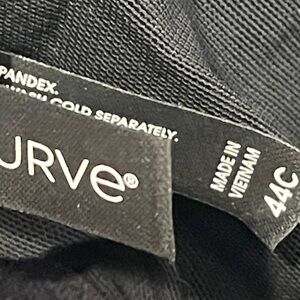 PANDEX.
COLD SEPARATELY.
URVe®
MADE IN
VIETNAM
44C